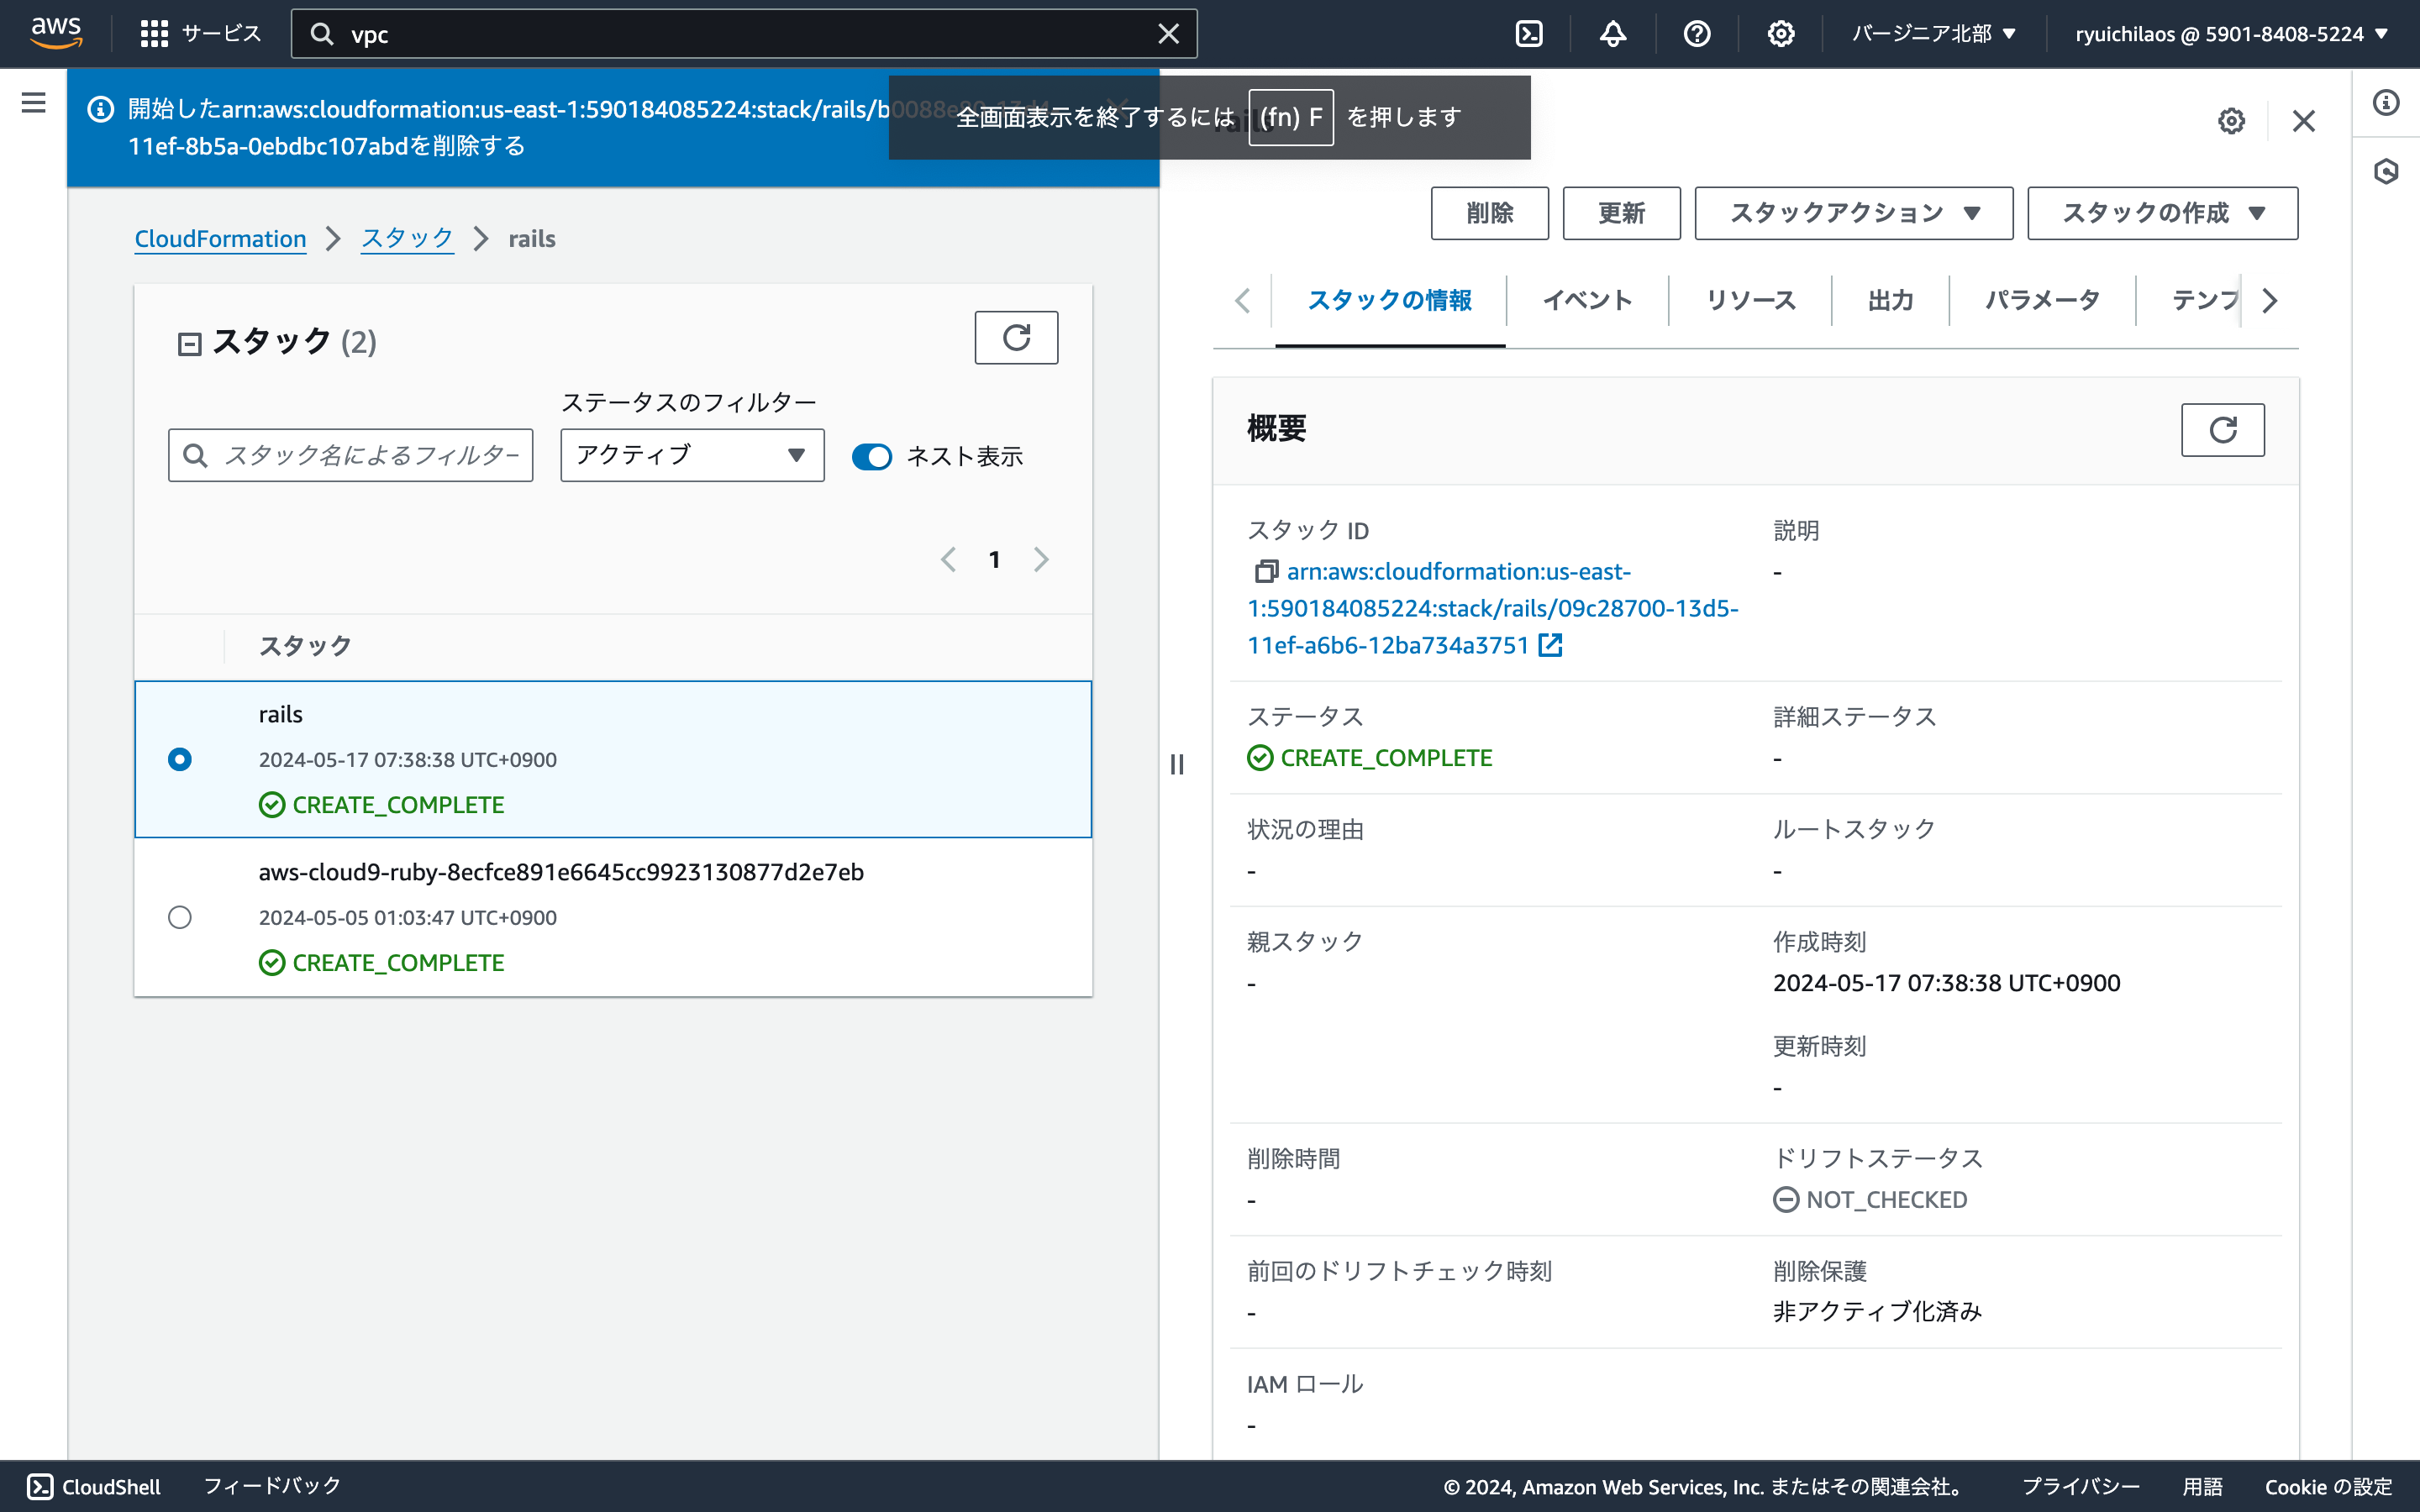 aws
サービス
vpc
バージニア北部 ▼
ryuichilaos @ 5901-8408-5224 ▼
開始したarn:aws:cloudformation:us-east-1:590184085224:stack/rails/b0088e80-13d4-
11ef-8b5a-0ebdbc107abdを削除する
全画面表示を終了するには (fn) F を押します
rails
CloudFormation > スタック > rails
削除
更新
スタックアクション ▼
スタックの作成 ▼
スタック (2)
スタックの情報
イベント
リソース
出力
パラメータ
テンプ
ステータスのフィルター
スタック名によるフィルター
アクティブ
ネスト表示
1
スタック
rails
2024-05-17 07:38:38 UTC+0900
CREATE_COMPLETE
aws-cloud9-ruby-8ecfce891e6645cc9923130877d2e7eb
2024-05-05 01:03:47 UTC+0900
CREATE_COMPLETE
概要
スタック ID
arn:aws:cloudformation:us-east-
1:590184085224:stack/rails/09c28700-13d5-
11ef-a6b6-12ba734a3751
説明
-
ステータス
CREATE_COMPLETE
詳細ステータス
-
状況の理由
-
ルートスタック
-
親スタック
-
作成時刻
2024-05-17 07:38:38 UTC+0900
更新時刻
-
削除時間
-
ドリフトステータス
NOT_CHECKED
前回のドリフトチェック時刻
-
削除保護
非アクティブ化済み
IAM ロール
-
CloudShell
フィードバック
© 2024, Amazon Web Services, Inc. またはその関連会社。
プライバシー
用語
Cookie の設定